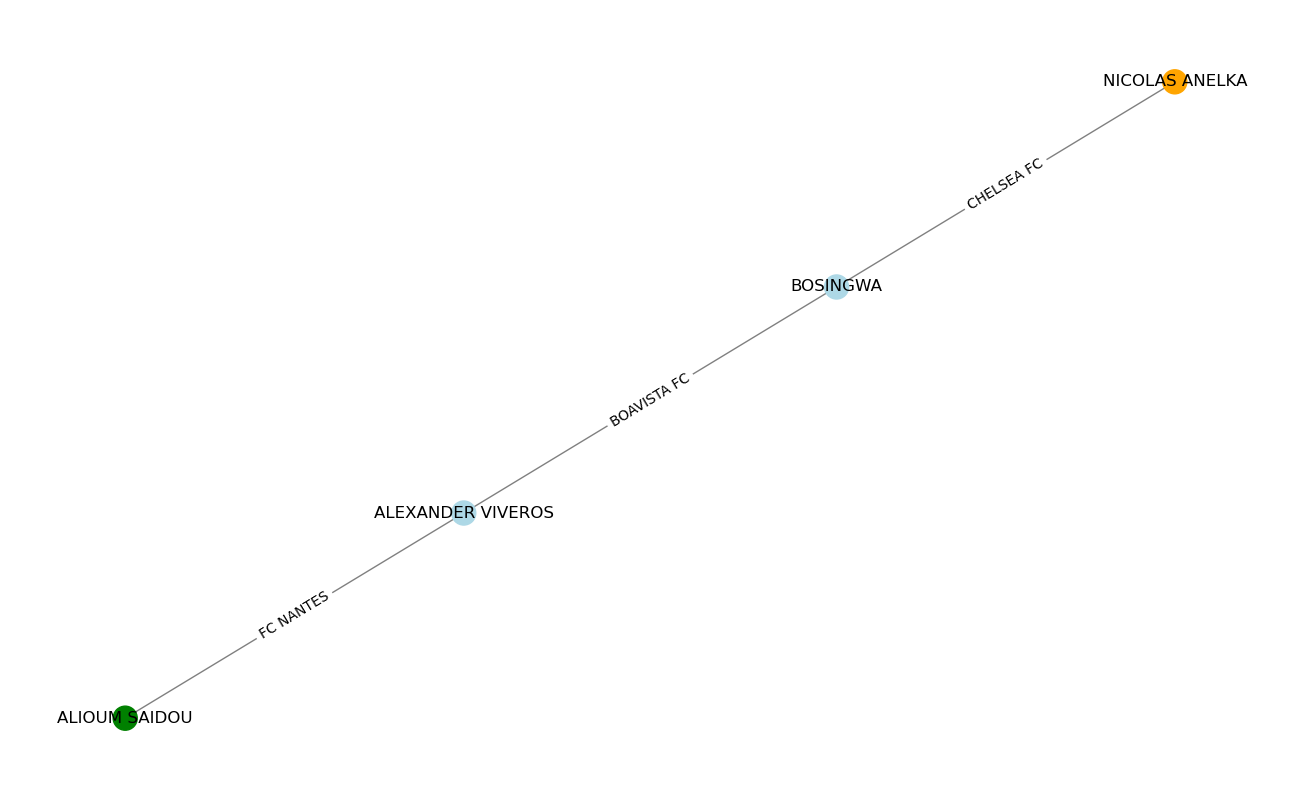 NICOLAS ANELKA
CHELSEA FC
BOSINGWA
BOAVISTA FC
ALEXANDER VIVEROS
FC NANTES
ALIOUM SAIDOU